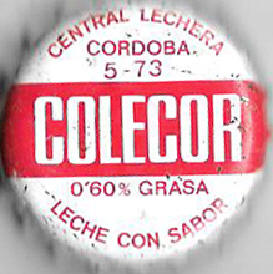 CENTRAL LECHERA
CORDOBA.
5-73
COLECOR
0'60% GRASA
LECHE CON SABOR